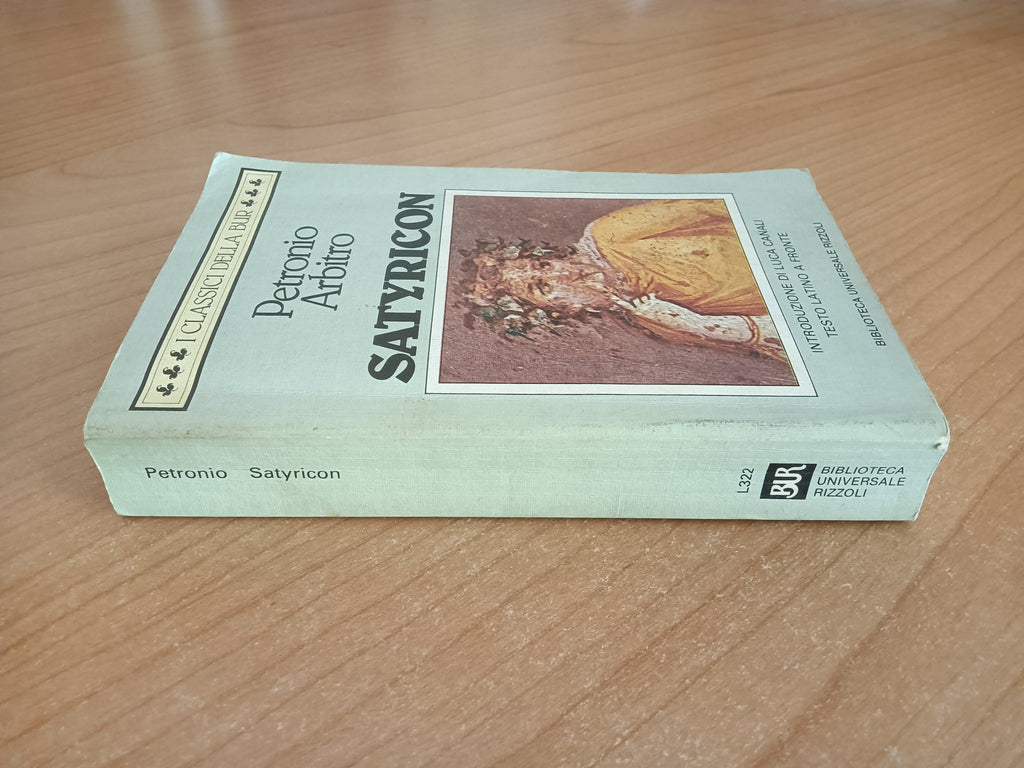 I CLASSICI DELLA BUR
Petronio
Arbitro
SATYRICON
INTRODUZIONE DI LUCA CANALI
TESTO LATINO A FRONTE
BIBLIOTECA UNIVERSALE RIZZOLI
Petronio Satyricon
L322
BUR
BIBLIOTECA
UNIVERSALE
RIZZOLI